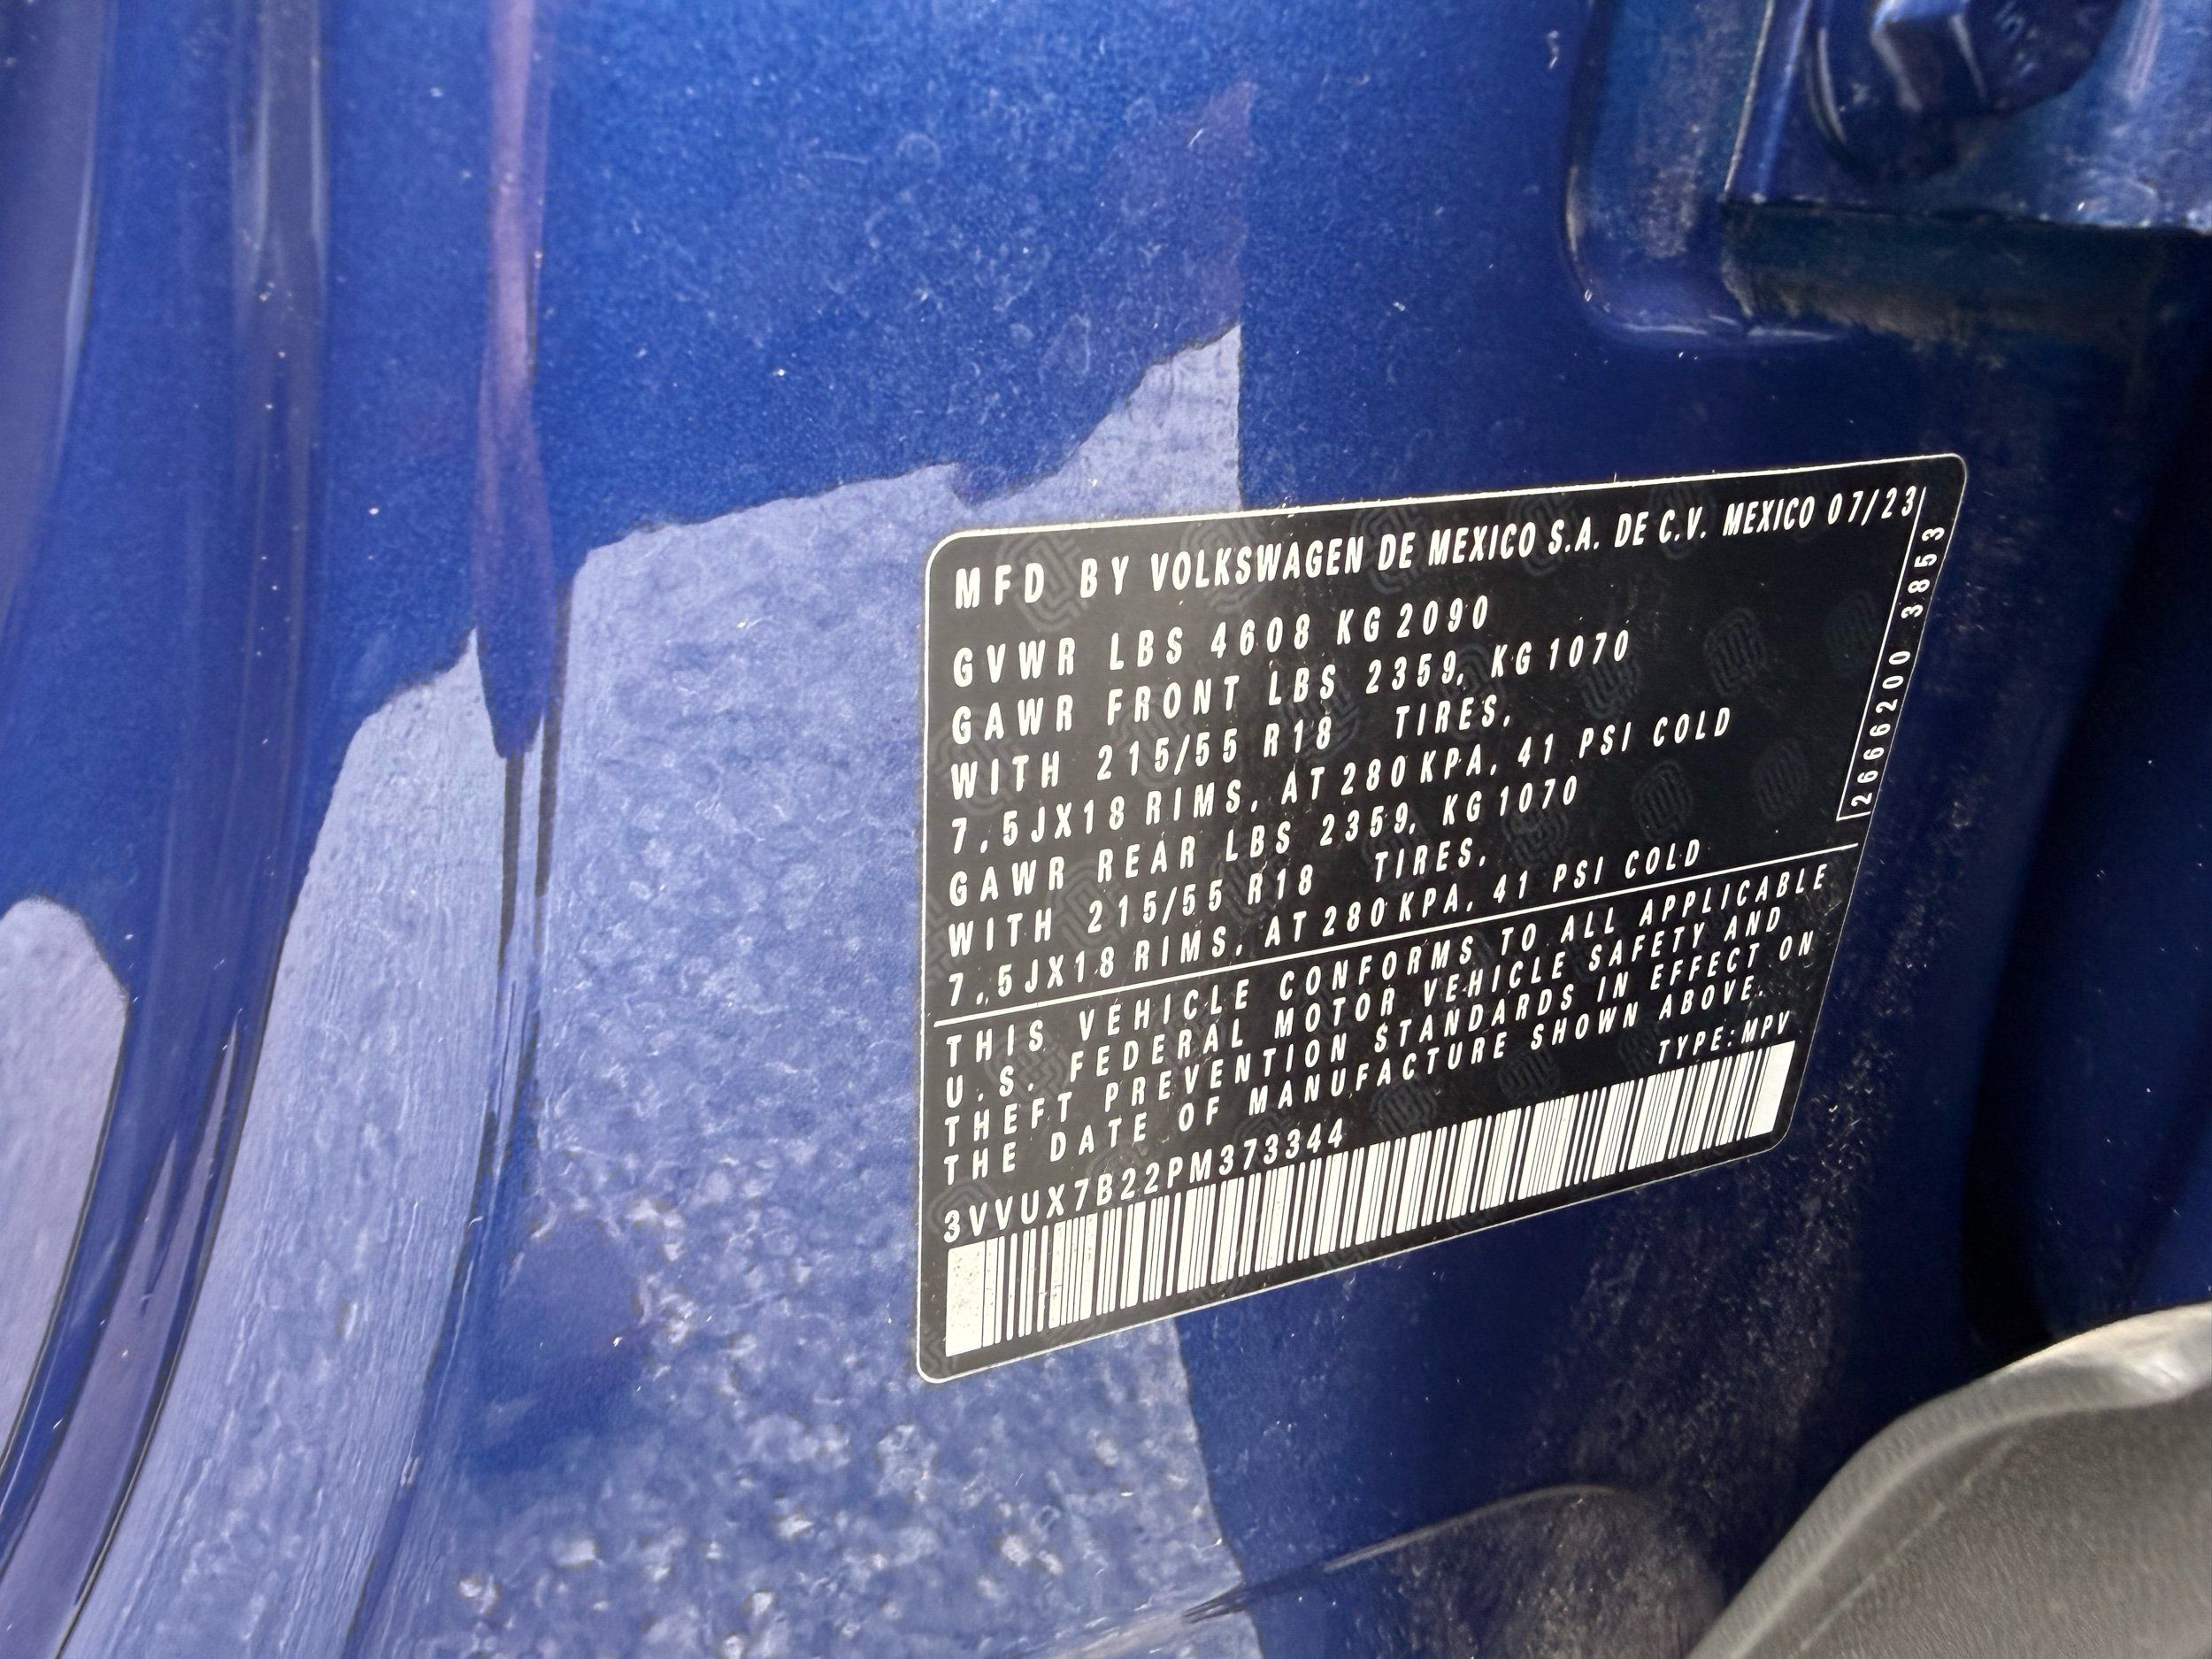 MFD BY VOLKSWAGEN DE MEXICO S.A. DE C.V. MEXICO 07/23
GVWR LBS 4608 KG 2090
GAWR FRONT LBS 2359, KG 1070
WITH 215/55 R18 TIRES,
7,5JX18 RIMS, AT 280 KPA, 41 PSI COLD
GAWR REAR LBS 2359, KG 1070
WITH 215/55 R18 TIRES,
7,5JX18 RIMS, AT 280 KPA, 41 PSI COLD
2666200 3853
THIS VEHICLE CONFORMS TO ALL APPLICABLE
U.S. FEDERAL MOTOR VEHICLE SAFETY AND
THEFT PREVENTION STANDARDS IN EFFECT ON
THE DATE OF MANUFACTURE SHOWN ABOVE.
TYPE: MPV
3VVUX7B22PM373344